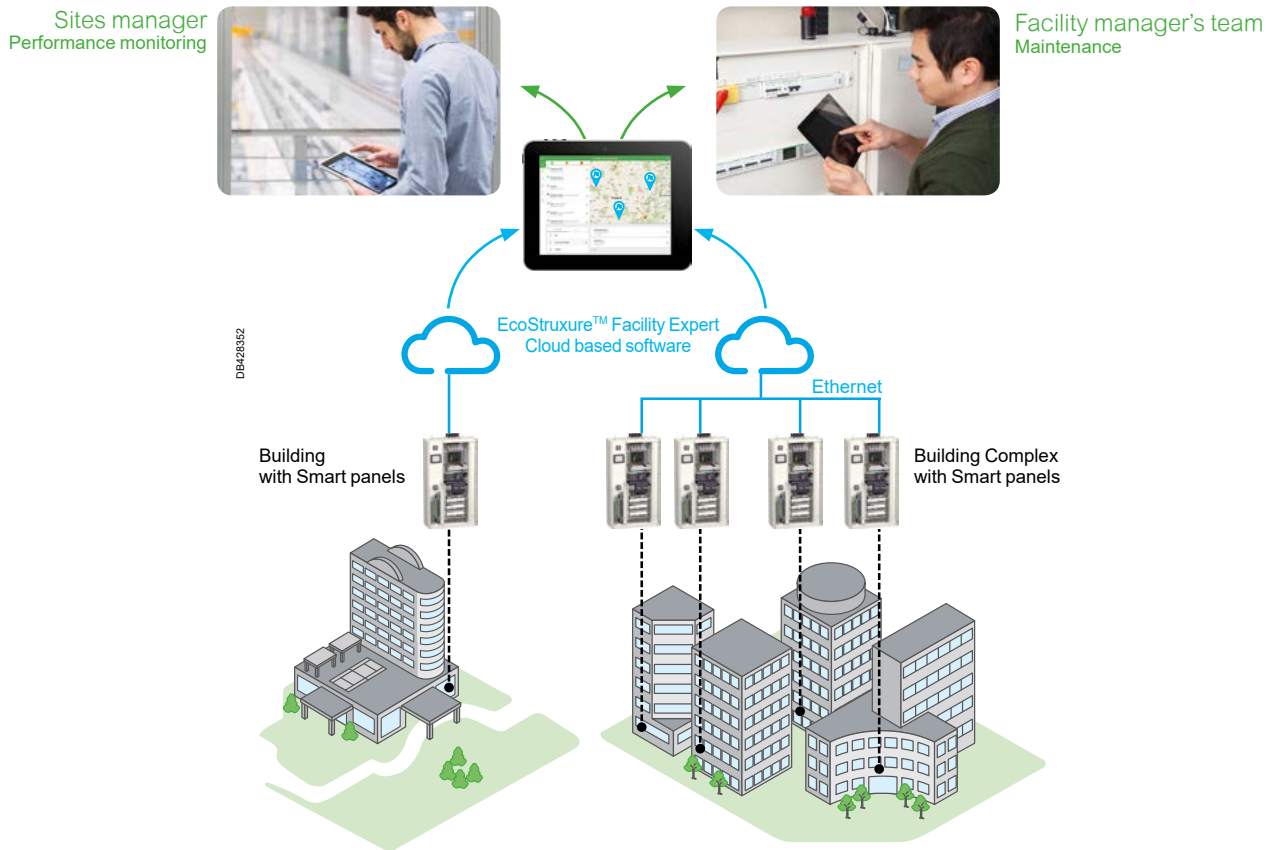 Sites manager
Performance monitoring
Facility manager's team
Maintenance
EcoStruxure™ Facility Expert
Cloud based software
DB428352
Ethernet
Building
with Smart panels
Building Complex
with Smart panels